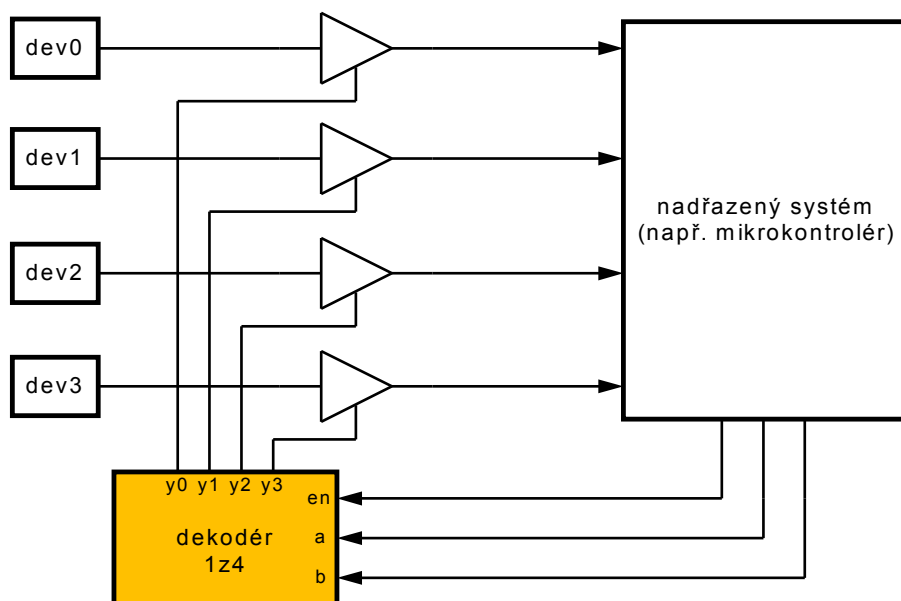 dev0
dev1
dev2
dev3
nadřazený systém
(např. mikrokontrolér)
y0 y1 y2 y3
en
dekodér
a
1z4
b